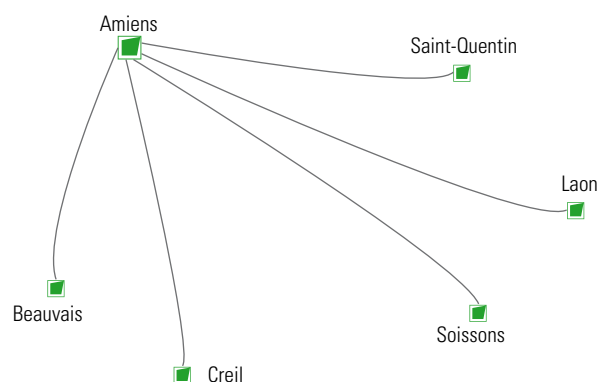 Amiens
Saint-Quentin
Laon
Beauvais
Soissons
Creil